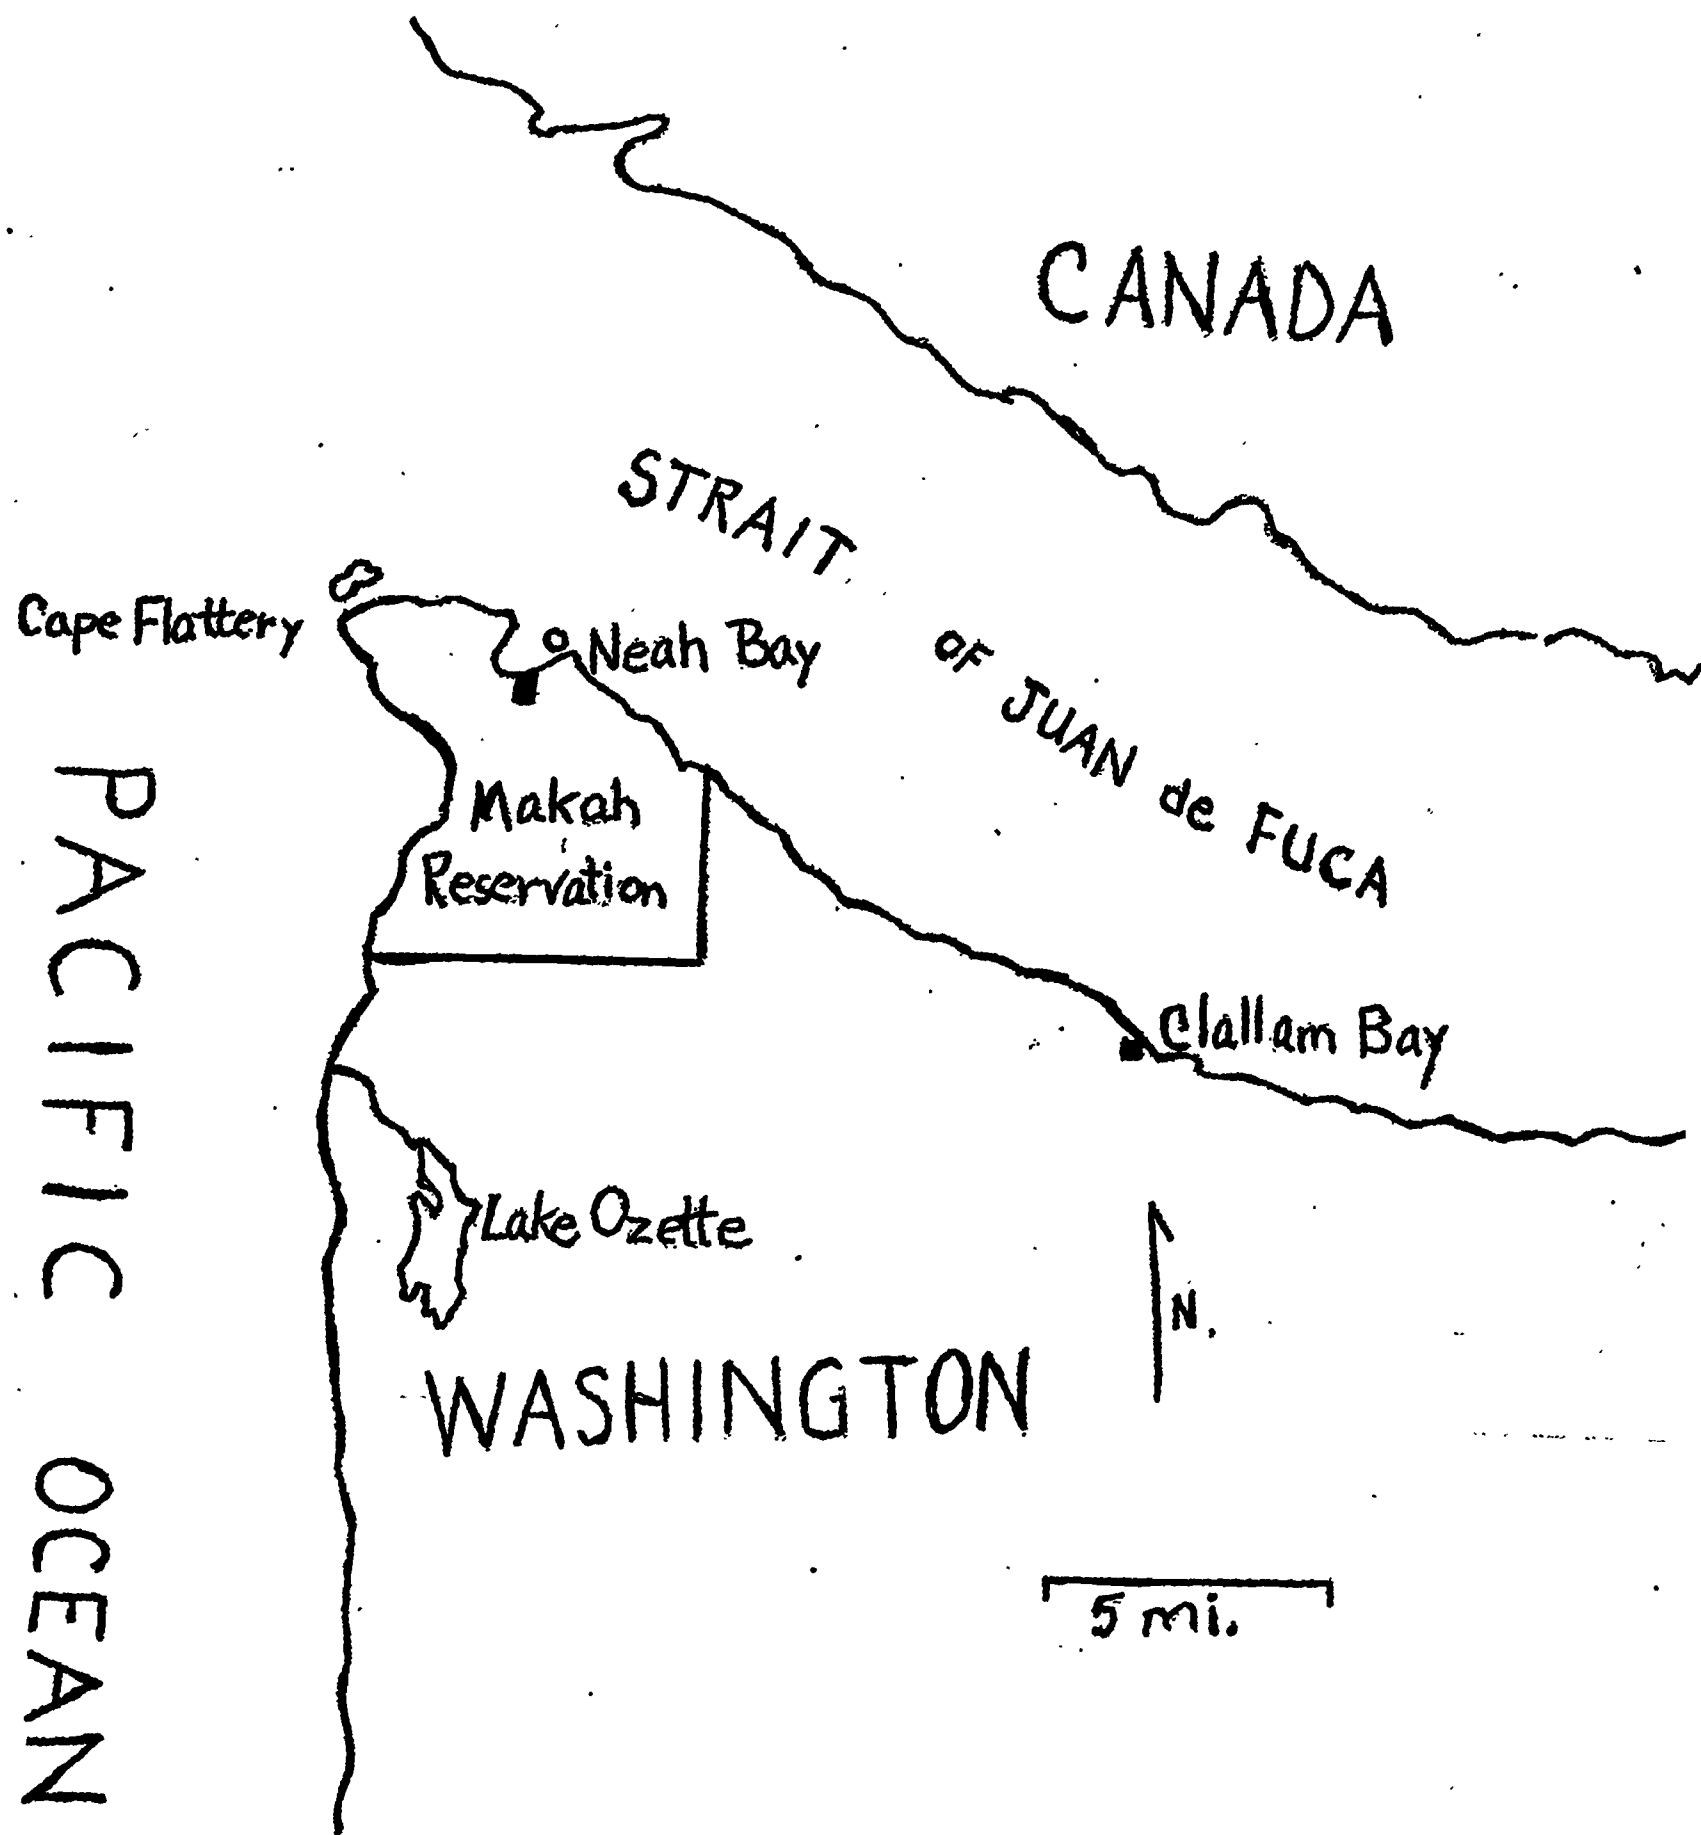 CANADA
STRAIT
OF JUAN de FUCA
Cape Flattery
Neah Bay
Makah
Reservation
PACIFIC OCEAN
Clallam Bay
Lake Ozette
N.
WASHINGTON
5 mi.